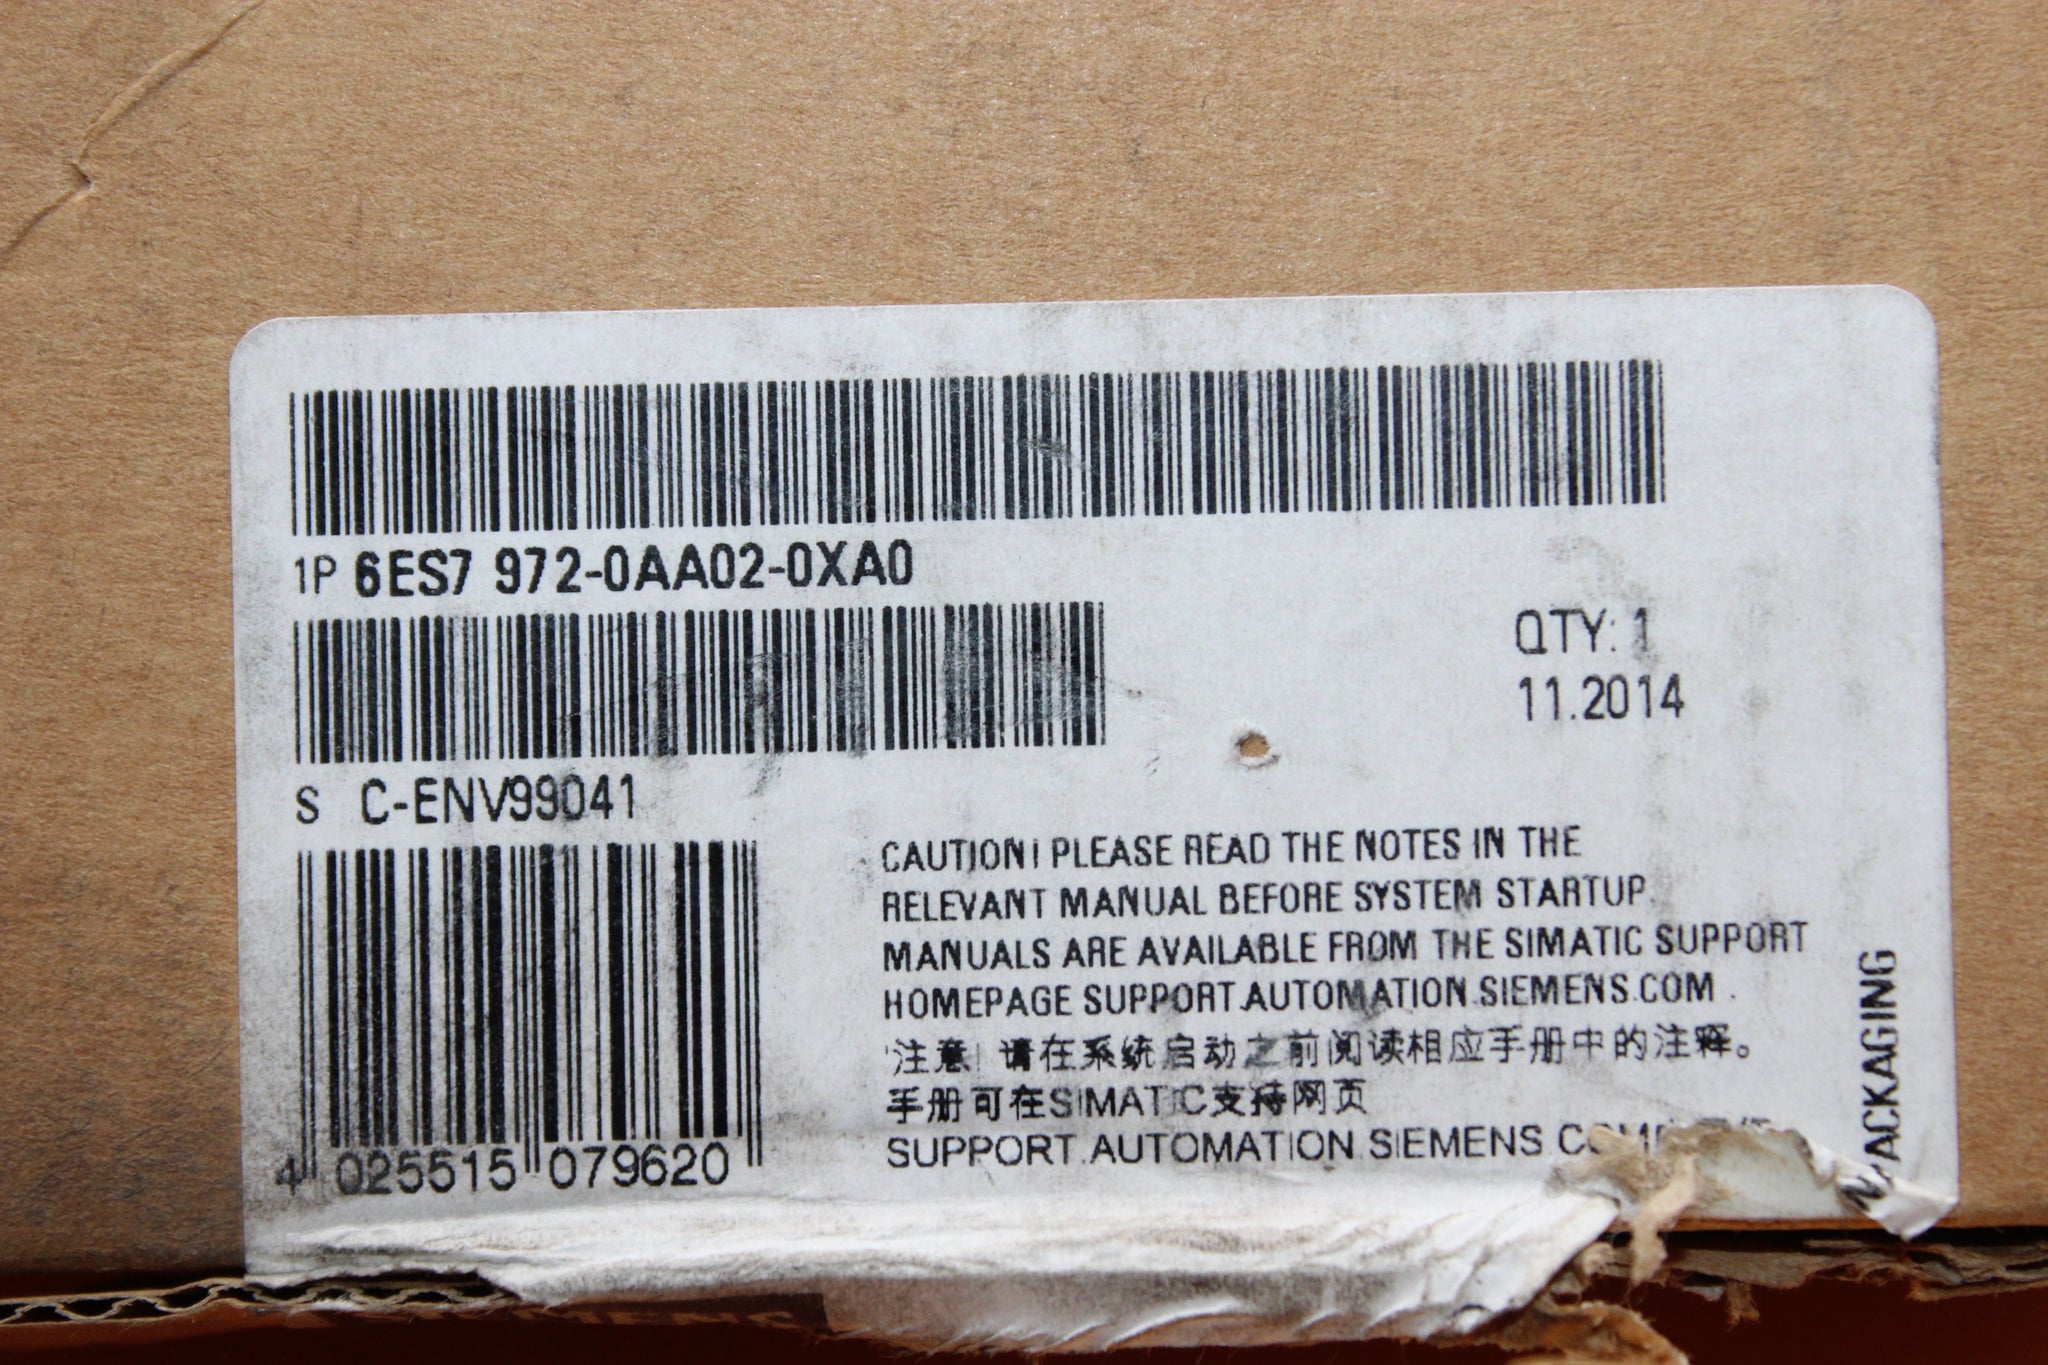 1P 6ES7 972-0AA02-0XA0
QTY: 1
11.2014
S C-ENV99041
4 025515 079620
CAUTION! PLEASE READ THE NOTES IN THE
RELEVANT MANUAL BEFORE SYSTEM STARTUP.
MANUALS ARE AVAILABLE FROM THE SIMATIC SUPPORT
HOMEPAGE SUPPORT.AUTOMATION.SIEMENS.COM .
注意! 请在系统启动之前阅读相应手册中的注释。
手册可在SIMATIC支持网页
SUPPORT.AUTOMATION.SIEMENS.COM
PACKAGING